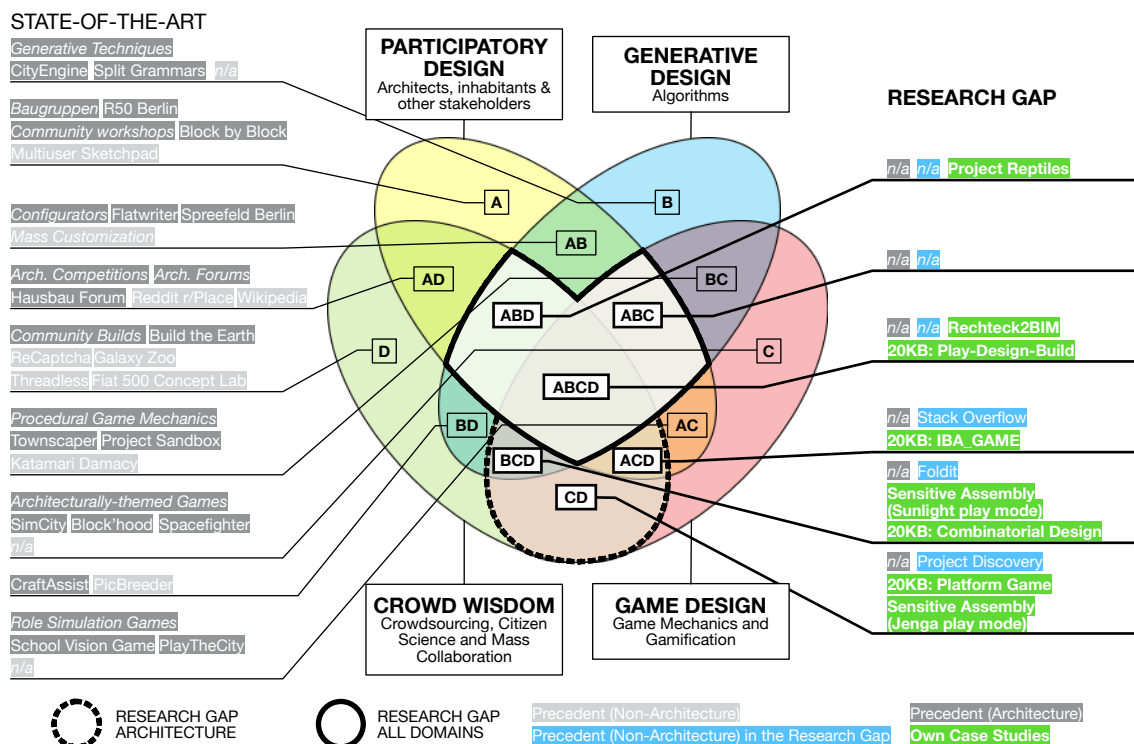 STATE-OF-THE-ART
Generative Techniques
CityEngine Split Grammars n/a
Baugruppen R50 Berlin
Community workshops Block by Block
Multiuser Sketchpad
Configurators Flatwriter Spreefeld Berlin
Mass Customization
Arch. Competitions Arch. Forums
Hausbau Forum Reddit r/Place Wikipedia
Community Builds Build the Earth
ReCaptcha Galaxy Zoo
Threadless Fiat 500 Concept Lab
Procedural Game Mechanics
Townscaper Project Sandbox
Katamari Damacy
Architecturally-themed Games
SimCity Block'hood Spacefighter
n/a
CraftAssist PicBreeder
Role Simulation Games
School Vision Game PlayTheCity
n/a
PARTICIPATORY
DESIGN
Architects, inhabitants &
other stakeholders
GENERATIVE
DESIGN
Algorithms
A
B
AB
AD
BC
ABD
ABC
D
C
ABCD
BD
AC
BCD
ACD
CD
CROWD WISDOM
Crowdsourcing, Citizen
Science and Mass
Collaboration
GAME DESIGN
Game Mechanics and
Gamification
RESEARCH GAP
n/a n/a Project Reptiles
n/a n/a
n/a n/a Rechteck2BIM
20KB: Play-Design-Build
n/a Stack Overflow
20KB: IBA_GAME
n/a Foldit
Sensitive Assembly
(Sunlight play mode)
20KB: Combinatorial Design
n/a Project Discovery
20KB: Platform Game
Sensitive Assembly
(Jenga play mode)
RESEARCH GAP
ARCHITECTURE
RESEARCH GAP
ALL DOMAINS
Precedent (Non-Architecture)
Precedent (Non-Architecture) in the Research Gap
Precedent (Architecture)
Own Case Studies